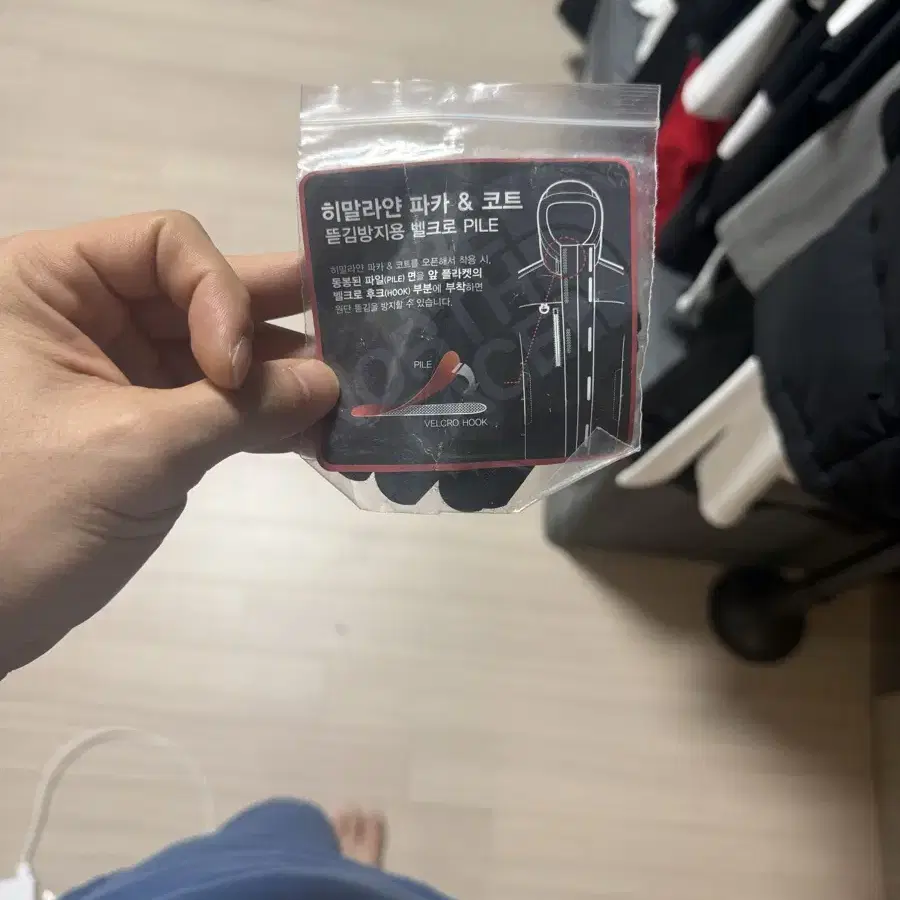 히말라얀 파카 & 코트
뜯김방지용 벨크로 PILE
히말라얀 파카 & 코트를 오픈해서 착용 시,
동봉된 파일(PILE) 면을 앞 플라켓의
벨크로 후크(HOOK) 부분에 부착하면
원단 뜯김을 방지할 수 있습니다.
PILE
VELCRO HOOK